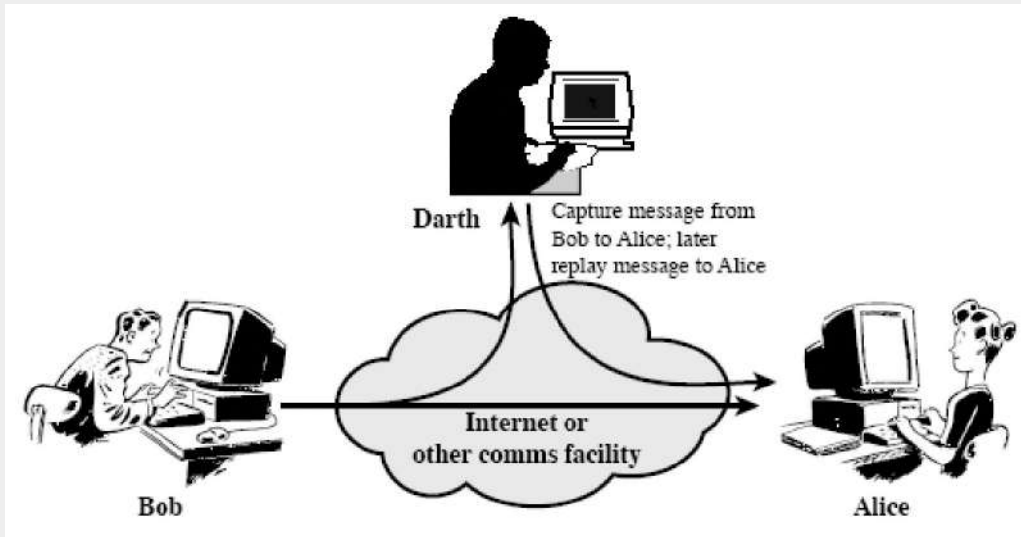 Darth
Capture message from
Bob to Alice; later
replay message to Alice
Internet or
other comms facility
Bob
Alice